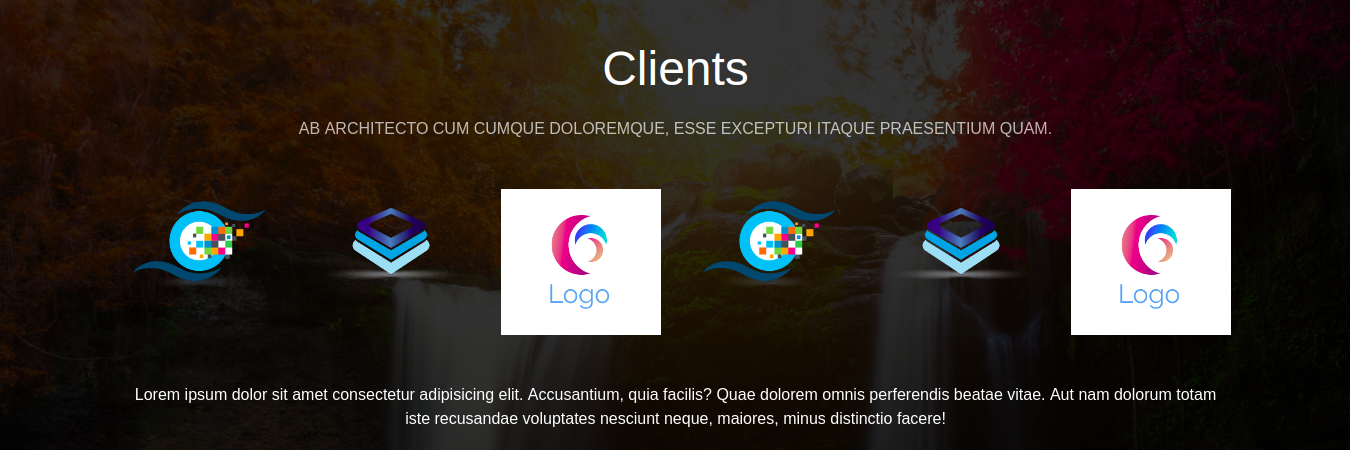 Clients
AB ARCHITECTO CUM CUMQUE DOLOREMQUE, ESSE EXCEPTURI ITAQUE PRAESENTIUM QUAM.
Logo
Logo
Lorem ipsum dolor sit amet consectetur adipisicing elit. Accusantium, quia facilis? Quae dolorem omnis perferendis beatae vitae. Aut nam dolorum totam
iste recusandae voluptates nesciunt neque, maiores, minus distinctio facere!